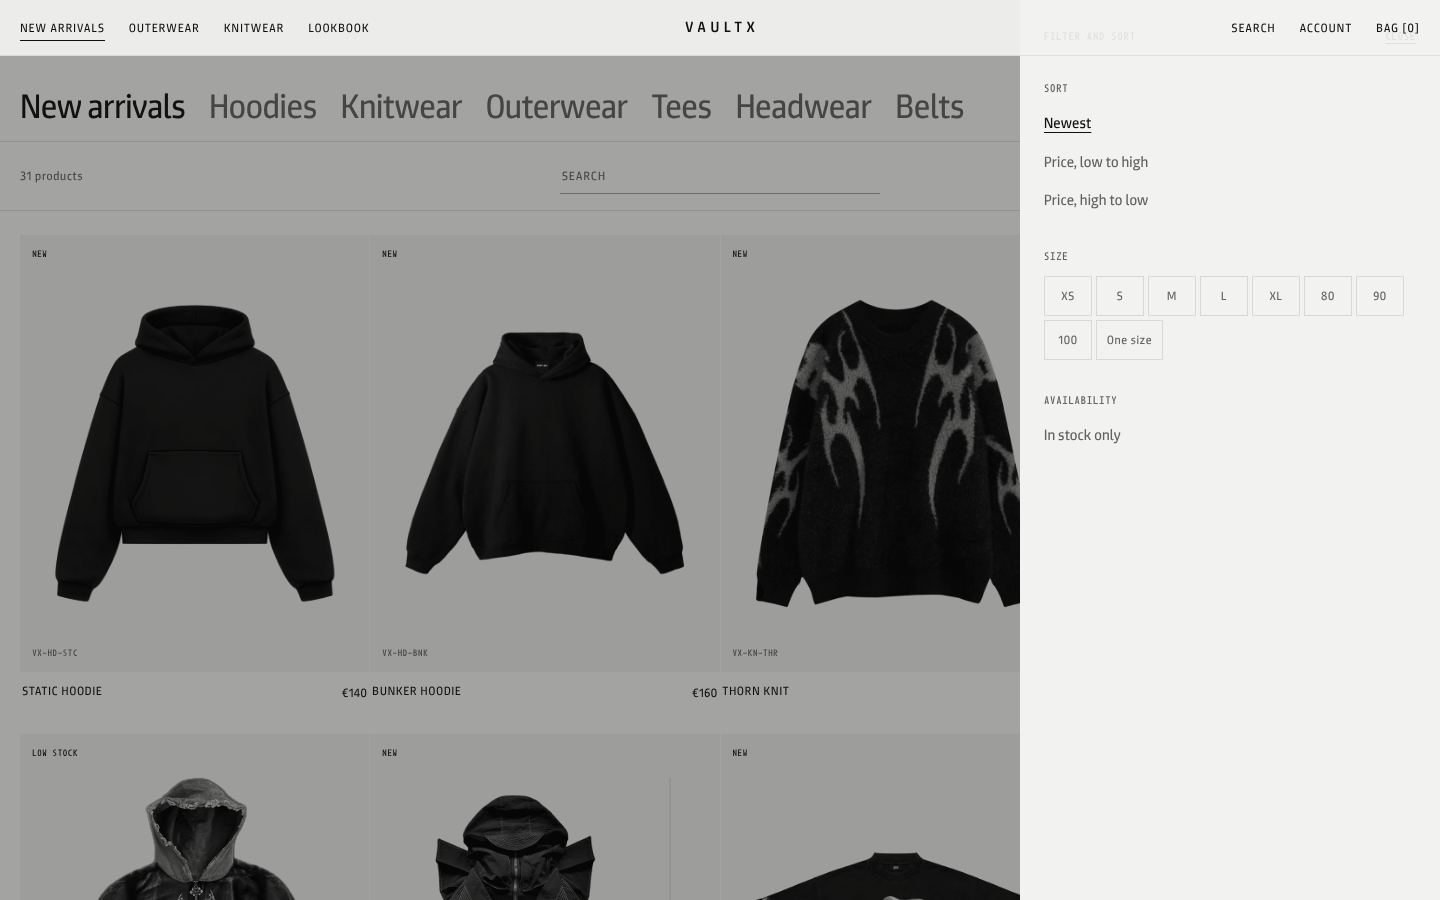 NEW ARRIVALS OUTERWEAR KNITWEAR LOOKBOOK VAULTX SEARCH ACCOUNT BAG [0]
FILTER AND SORT CLOSE
New arrivals Hoodies Knitwear Outerwear Tees Headwear Belts
31 products SEARCH
SORT
Newest
Price, low to high
Price, high to low
SIZE
XS S M L XL 80 90
100 One size
AVAILABILITY
In stock only
NEW NEW NEW
VX-HD-STC VX-HD-BNK VX-KN-THR
STATIC HOODIE €140 BUNKER HOODIE €160 THORN KNIT
LOW STOCK NEW NEW